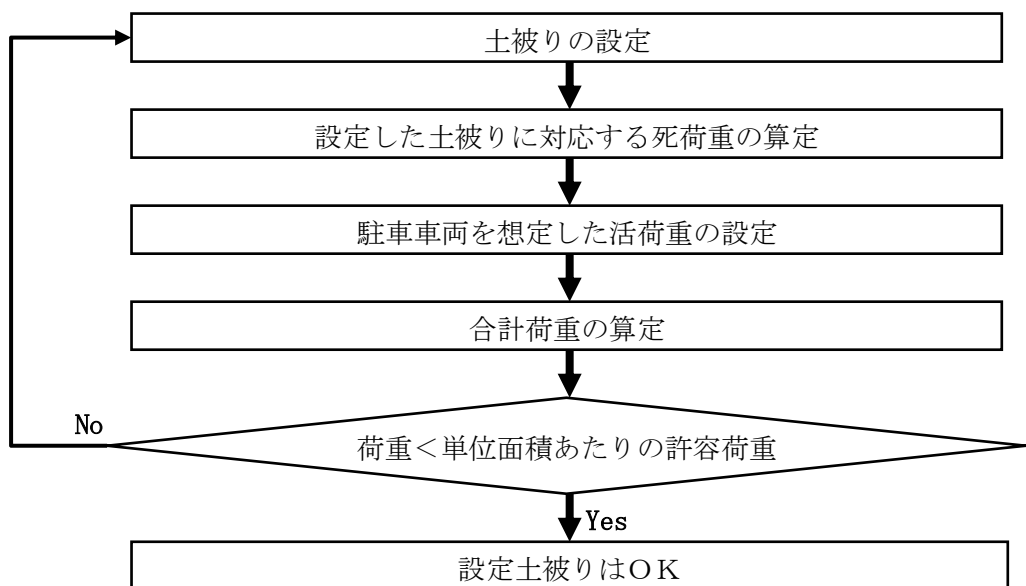 土被りの設定
設定した土被りに対応する死荷重の算定
駐車車両を想定した活荷重の設定
合計荷重の算定
No
荷重<単位面積あたりの許容荷重
Yes
設定土被りはOK